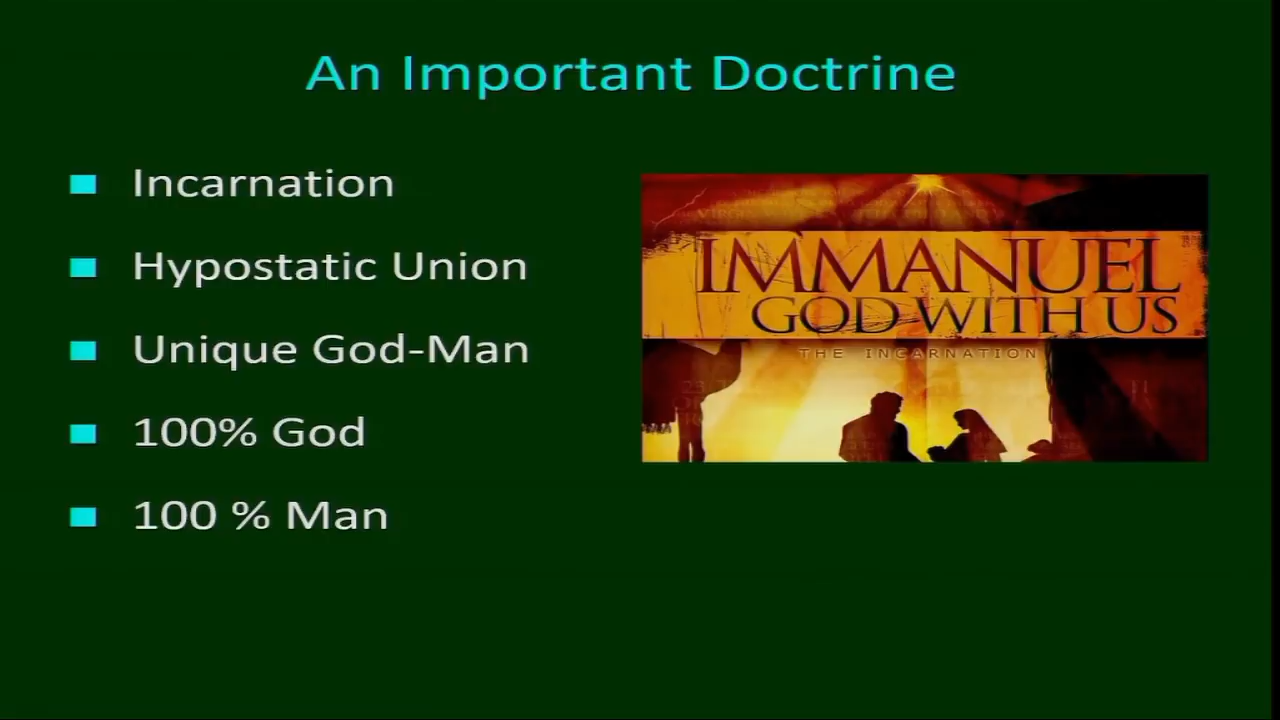 An Important Doctrine
Incarnation
Hypostatic Union
Unique God-Man
100% God
100 % Man
IMMANUEL
GOD WITH US
THE INCARNATION